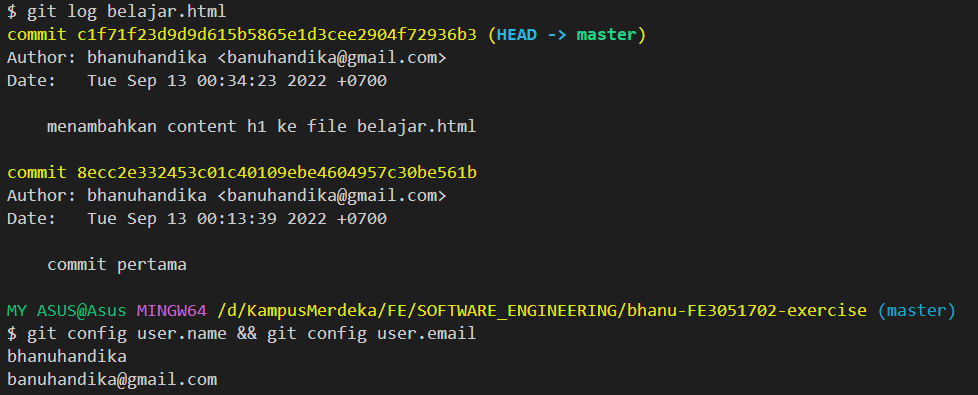 $ git log belajar.html
commit c1f71f23d9d9d615b5865e1d3cee2904f72936b3 (HEAD -> master)
Author: bhanuhandika <banuhandika@gmail.com>
Date:   Tue Sep 13 00:34:23 2022 +0700
    menambahkan content h1 ke file belajar.html
commit 8ecc2e332453c01c40109ebe4604957c30be561b
Author: bhanuhandika <banuhandika@gmail.com>
Date:   Tue Sep 13 00:13:39 2022 +0700
    commit pertama
MY ASUS@Asus MINGW64 /d/KampusMerdeka/FE/SOFTWARE_ENGINEERING/bhanu-FE3051702-exercise (master)
$ git config user.name && git config user.email
bhanuhandika
banuhandika@gmail.com